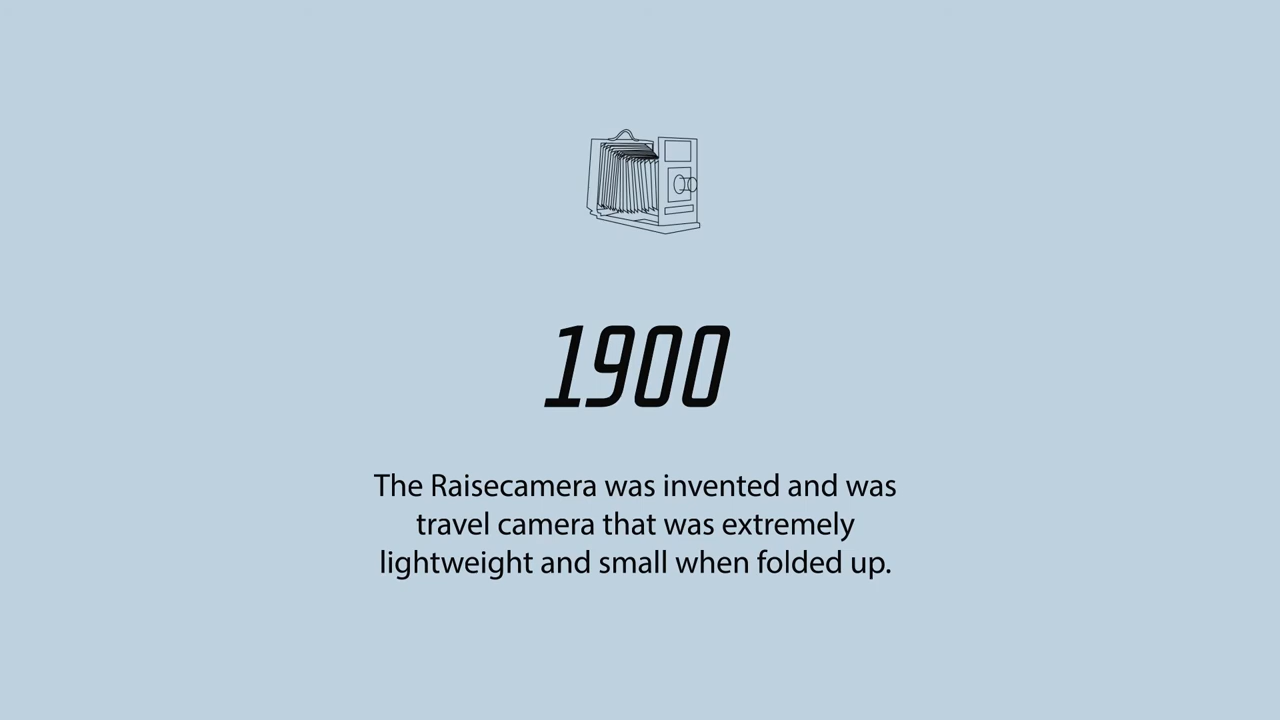 1900
The Raisecamera was invented and was
travel camera that was extremely
lightweight and small when folded up.